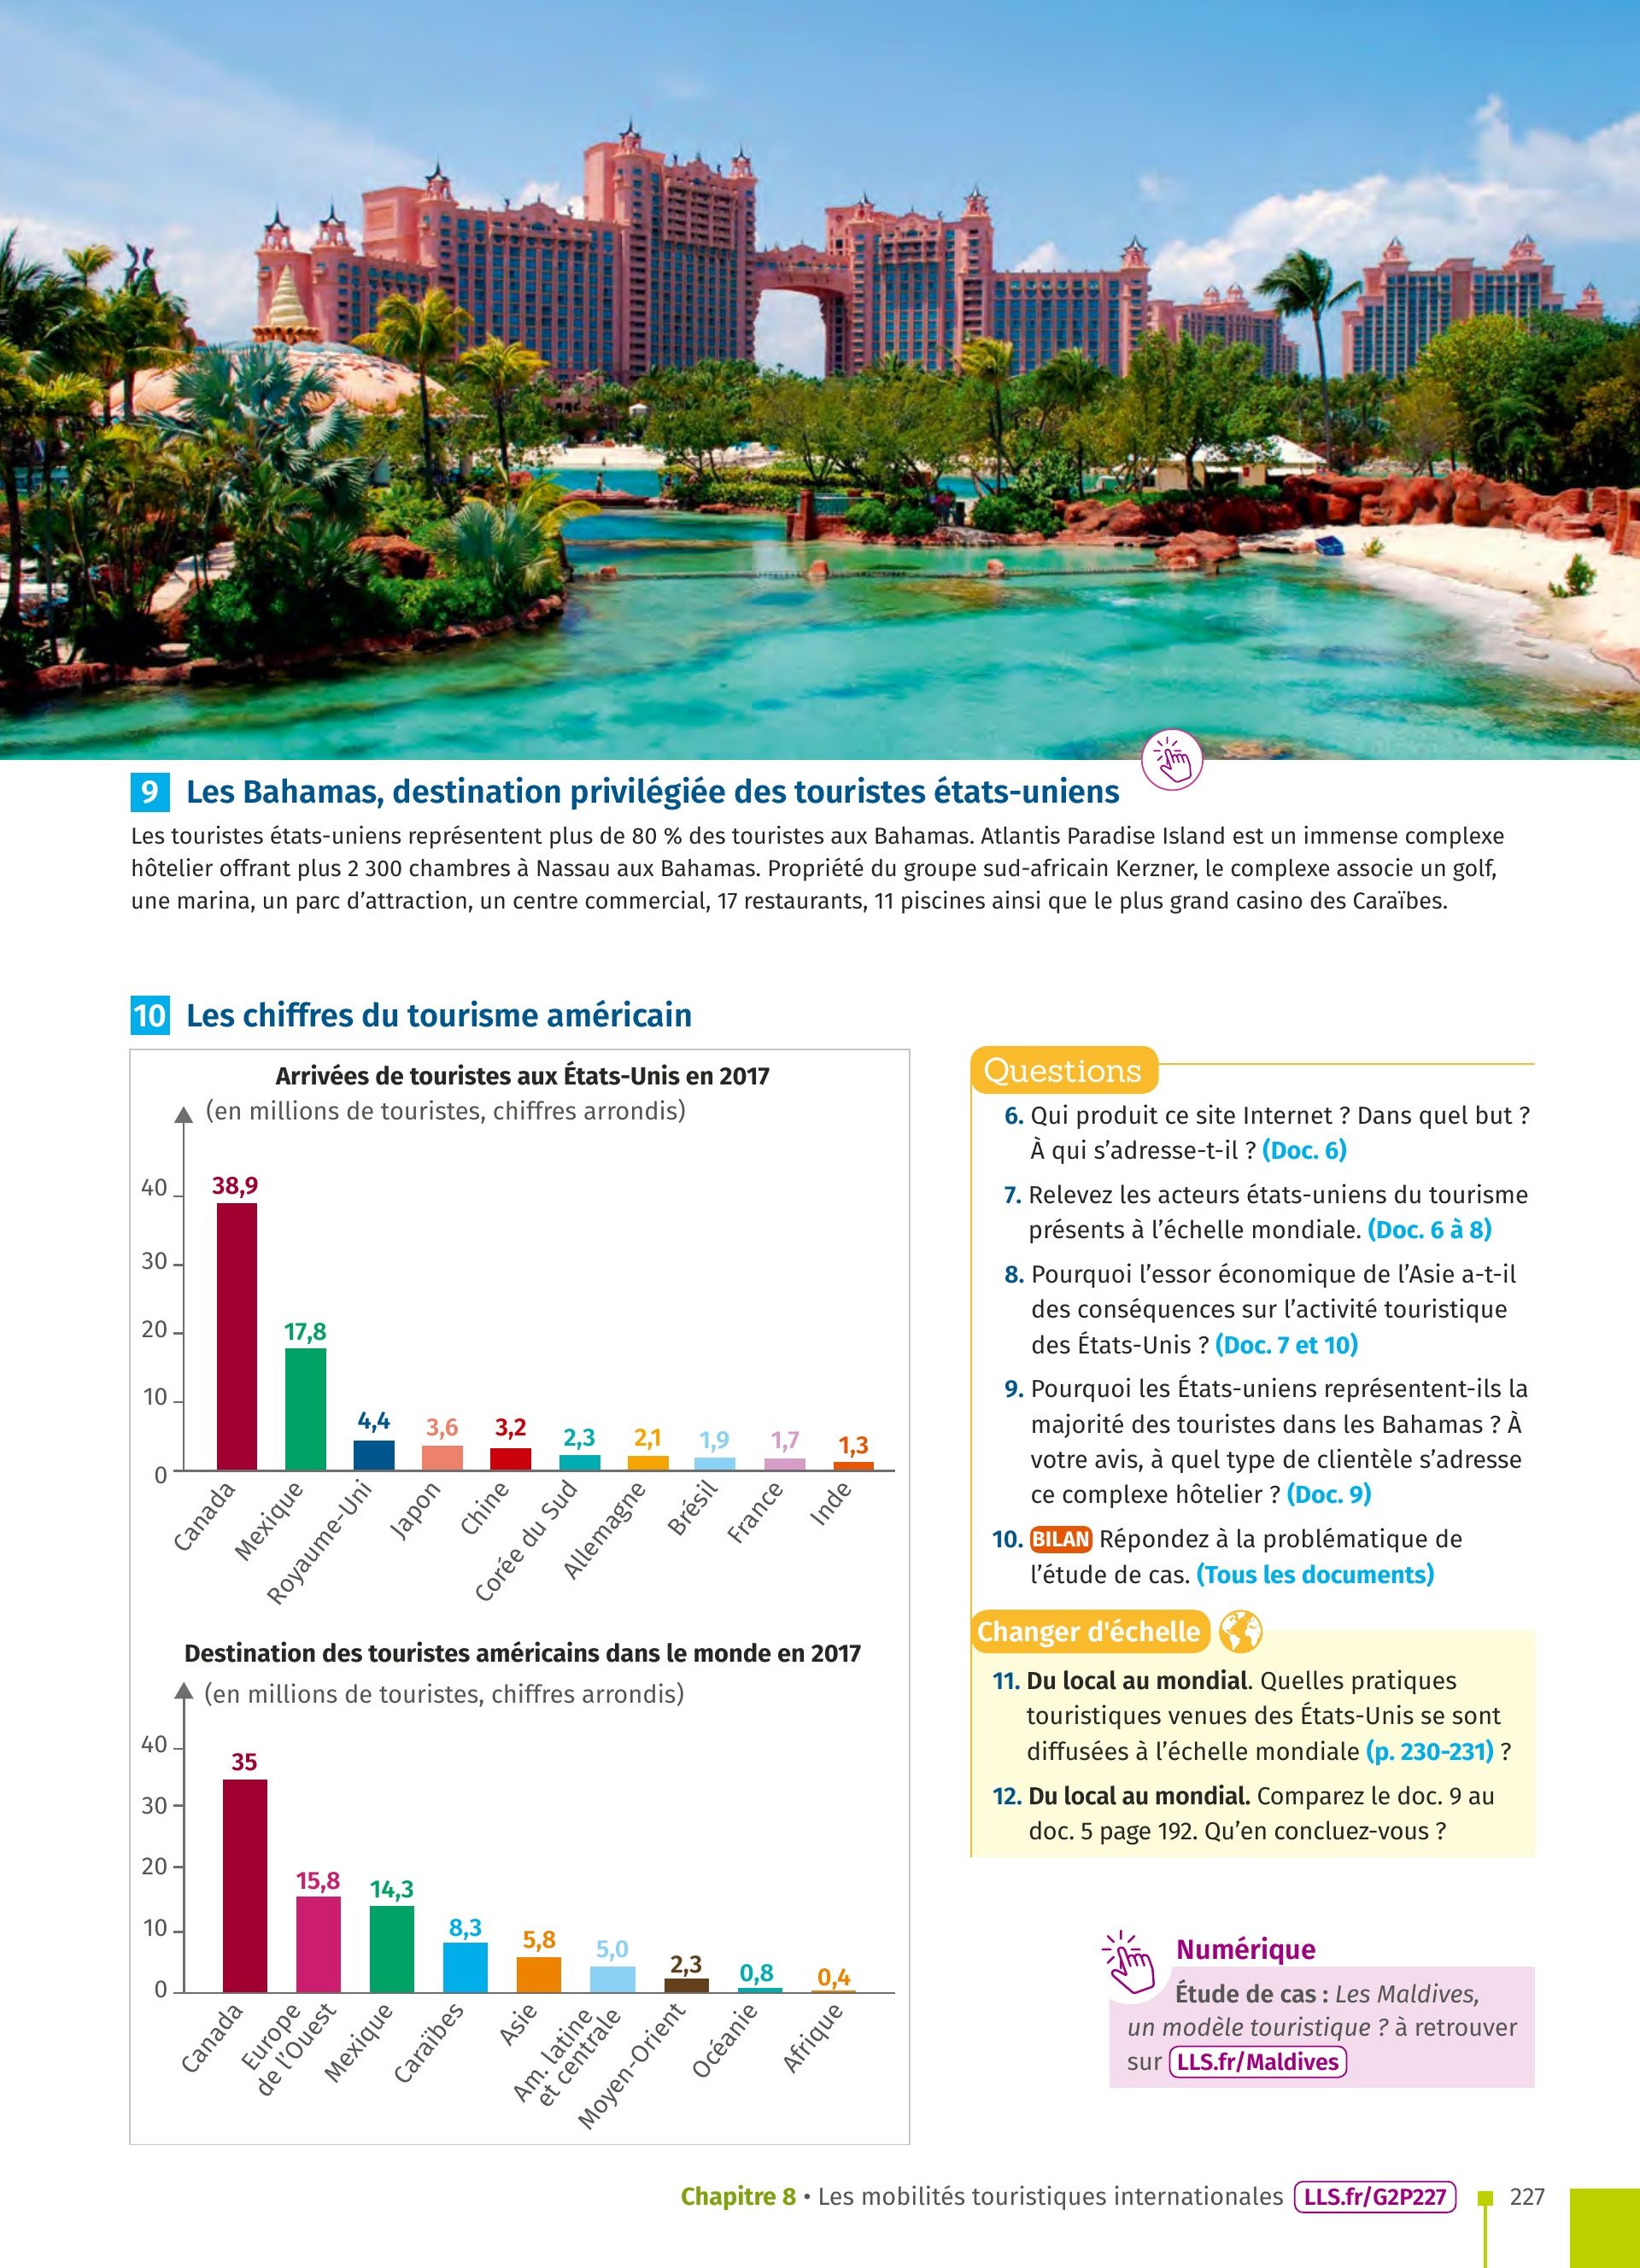 9 Les Bahamas, destination privilégiée des touristes états-uniens
Les touristes états-uniens représentent plus de 80 % des touristes aux Bahamas. Atlantis Paradise Island est un immense complexe
hôtelier offrant plus 2 300 chambres à Nassau aux Bahamas. Propriété du groupe sud-africain Kerzner, le complexe associe un golf,
une marina, un parc d'attraction, un centre commercial, 17 restaurants, 11 piscines ainsi que le plus grand casino des Caraïbes.
10 Les chiffres du tourisme américain
Arrivées de touristes aux États-Unis en 2017
(en millions de touristes, chiffres arrondis)
40
30
20
10
0
38,9
17,8
4,4
3,6
3,2
2,3
2,1
1,9
1,7
1,3
Canada
Mexique
Royaume-Uni
Japon
Chine
Corée du Sud
Allemagne
Brésil
France
Inde
Destination des touristes américains dans le monde en 2017
(en millions de touristes, chiffres arrondis)
40
30
20
10
0
35
15,8
14,3
8,3
5,8
5,0
2,3
0,8
0,4
Canada
Europe
de l'Ouest
Mexique
Caraïbes
Asie
Am. latine
et centrale
Moyen-Orient
Océanie
Afrique
Questions
6. Qui produit ce site Internet ? Dans quel but ?
À qui s'adresse-t-il ? (Doc. 6)
7. Relevez les acteurs états-uniens du tourisme
présents à l'échelle mondiale. (Doc. 6 à 8)
8. Pourquoi l'essor économique de l'Asie a-t-il
des conséquences sur l'activité touristique
des États-Unis ? (Doc. 7 et 10)
9. Pourquoi les États-uniens représentent-ils la
majorité des touristes dans les Bahamas ? À
votre avis, à quel type de clientèle s'adresse
ce complexe hôtelier ? (Doc. 9)
10. BILAN Répondez à la problématique de
l'étude de cas. (Tous les documents)
Changer d'échelle
11. Du local au mondial. Quelles pratiques
touristiques venues des États-Unis se sont
diffusées à l'échelle mondiale (p. 230-231) ?
12. Du local au mondial. Comparez le doc. 9 au
doc. 5 page 192. Qu'en concluez-vous ?
Numérique
Étude de cas : Les Maldives,
un modèle touristique ? à retrouver
sur LLS.fr/Maldives
Chapitre 8 • Les mobilités touristiques internationales LLS.fr/G2P227 227